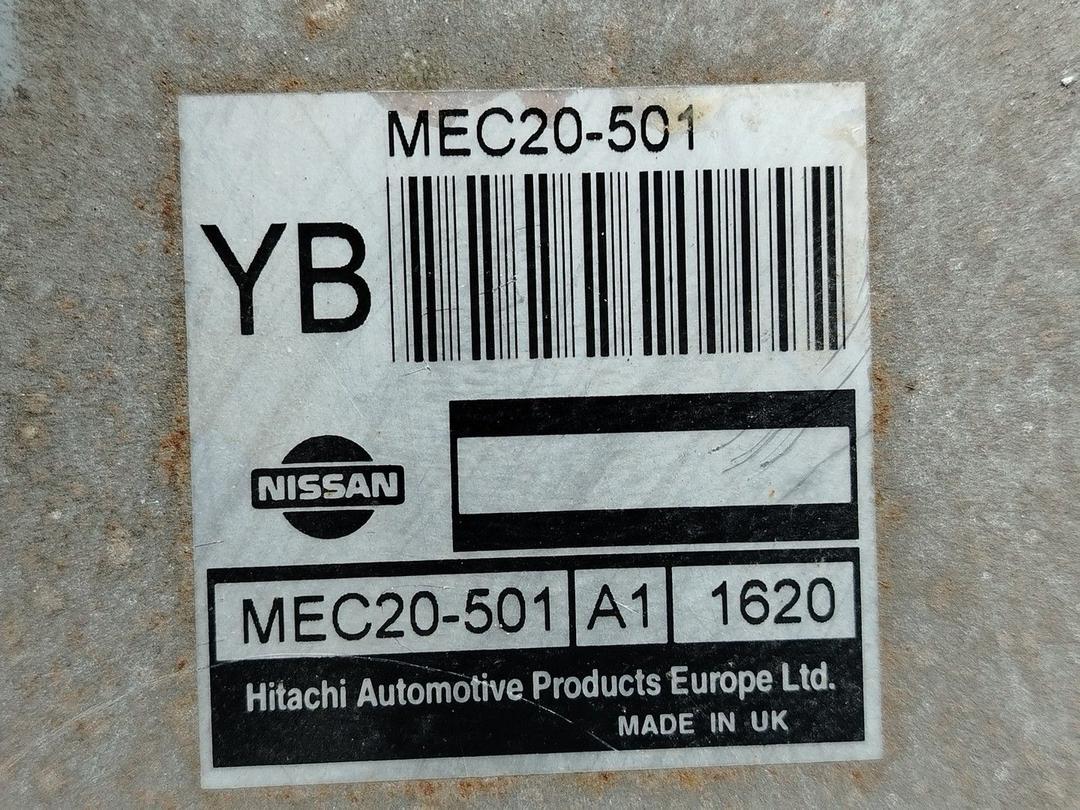 MEC20-501
YB
NISSAN
MEC20-501 A1 1620
Hitachi Automotive Products Europe Ltd.
MADE IN UK